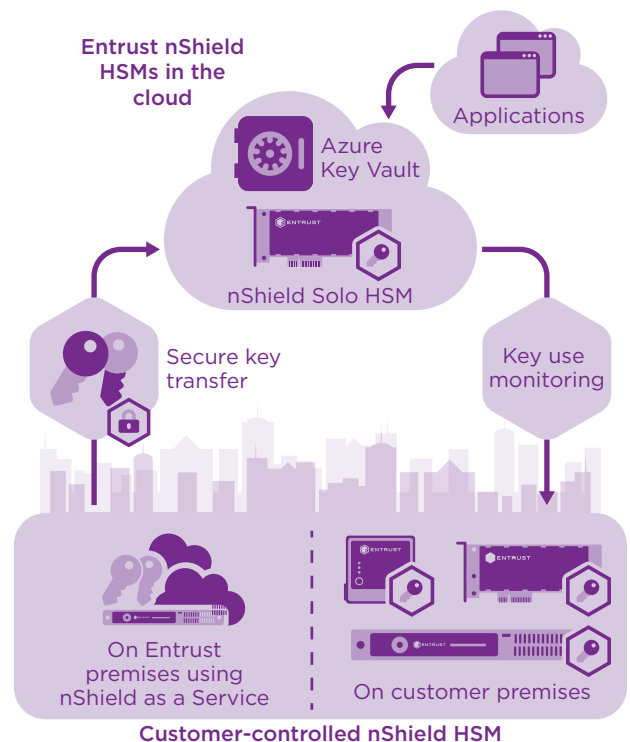 Entrust nShield
HSMs in the
cloud
Applications
Azure
Key Vault
ENTRUST
nShield Solo HSM
Secure key
transfer
Key use
monitoring
ENTRUST
ENTRUST
ENTRUST
On Entrust
premises using
nShield as a Service
On customer premises
Customer-controlled nShield HSM